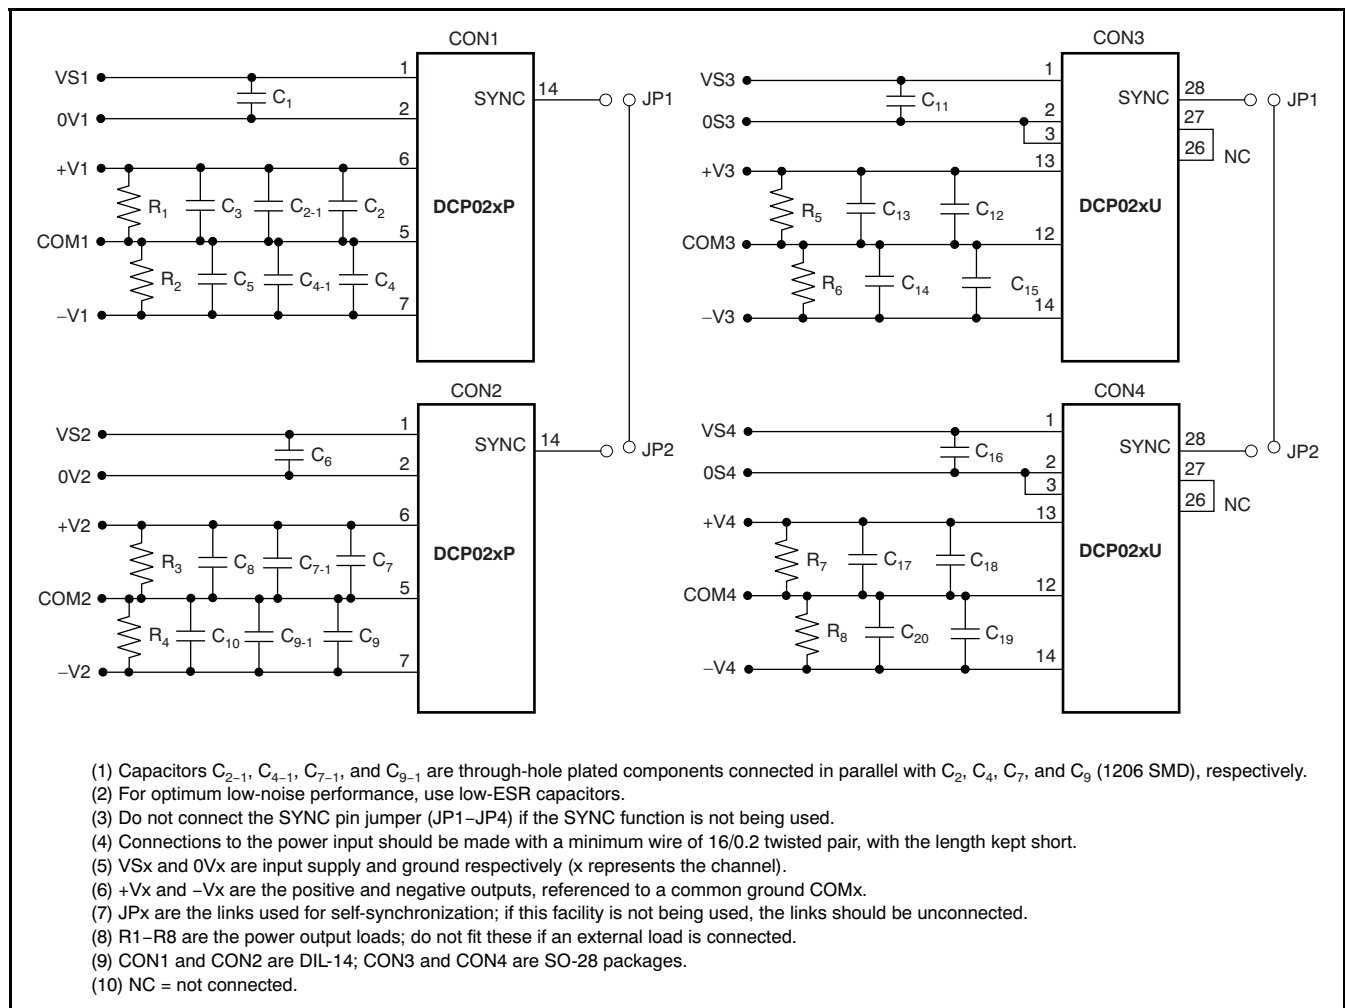 CON1
VS1
1
C1
SYNC
14
JP1
0V1
2
+V1
6
R1
C3
C2-1
C2
DCP02xP
COM1
5
R2
C5
C4-1
C4
−V1
7
CON2
VS2
1
SYNC
14
JP2
C6
0V2
2
+V2
6
R3
C8
C7-1
C7
DCP02xP
COM2
5
R4
C10
C9-1
C9
−V2
7
CON3
VS3
1
C11
SYNC
28
JP1
0S3
2
27
3
26
NC
+V3
13
R5
C13
C12
DCP02xU
COM3
12
R6
C14
C15
−V3
14
CON4
VS4
1
SYNC
28
JP2
C16
0S4
2
27
3
26
NC
+V4
13
R7
C17
C18
DCP02xU
COM4
12
R8
C20
C19
−V4
14
(1) Capacitors C2−1, C4−1, C7−1, and C9−1 are through-hole plated components connected in parallel with C2, C4, C7, and C9 (1206 SMD), respectively.
(2) For optimum low-noise performance, use low-ESR capacitors.
(3) Do not connect the SYNC pin jumper (JP1−JP4) if the SYNC function is not being used.
(4) Connections to the power input should be made with a minimum wire of 16/0.2 twisted pair, with the length kept short.
(5) VSx and 0Vx are input supply and ground respectively (x represents the channel).
(6) +Vx and −Vx are the positive and negative outputs, referenced to a common ground COMx.
(7) JPx are the links used for self-synchronization; if this facility is not being used, the links should be unconnected.
(8) R1−R8 are the power output loads; do not fit these if an external load is connected.
(9) CON1 and CON2 are DIL-14; CON3 and CON4 are SO-28 packages.
(10) NC = not connected.